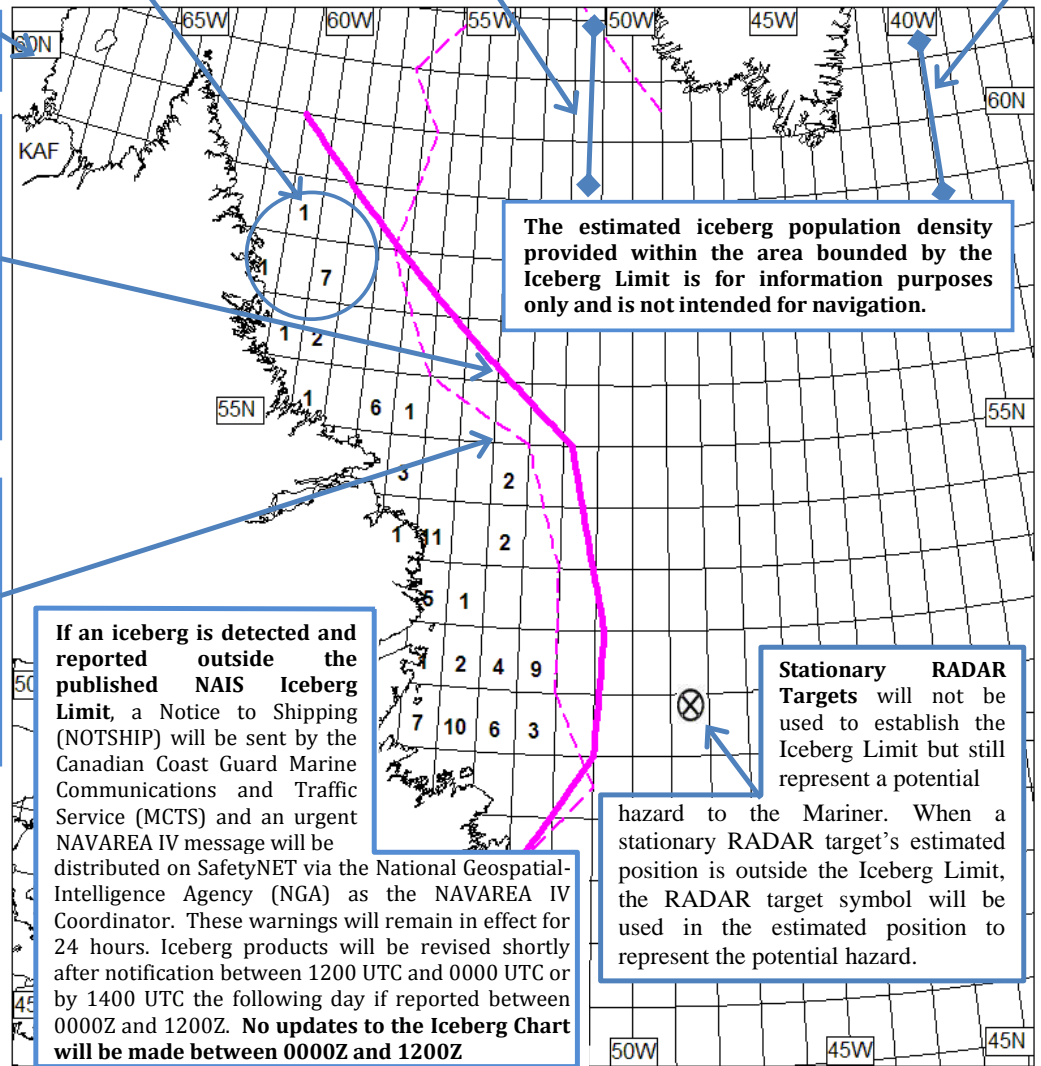 65W 60W 55W 50W 45W 40W
60N
60N
KAF
The estimated iceberg population density
provided within the area bounded by the
Iceberg Limit is for information purposes
only and is not intended for navigation.
1
1 7
1 2
55N 1 6 1 55N
3 2
1 11 2
5 1
2 4 9
50
7 10 6 3
If an iceberg is detected and
reported outside the
published NAIS Iceberg
Limit, a Notice to Shipping
(NOTSHIP) will be sent by the
Canadian Coast Guard Marine
Communications and Traffic
Service (MCTS) and an urgent
NAVAREA IV message will be
distributed on SafetyNET via the National Geospatial-
Intelligence Agency (NGA) as the NAVAREA IV
Coordinator. These warnings will remain in effect for
24 hours. Iceberg products will be revised shortly
after notification between 1200 UTC and 0000 UTC or
by 1400 UTC the following day if reported between
0000Z and 1200Z. No updates to the Iceberg Chart
will be made between 0000Z and 1200Z
Stationary RADAR
Targets will not be
used to establish the
Iceberg Limit but still
represent a potential
hazard to the Mariner. When a
stationary RADAR target’s estimated
position is outside the Iceberg Limit,
the RADAR target symbol will be
used in the estimated position to
represent the potential hazard.
45
50W 45W 45N